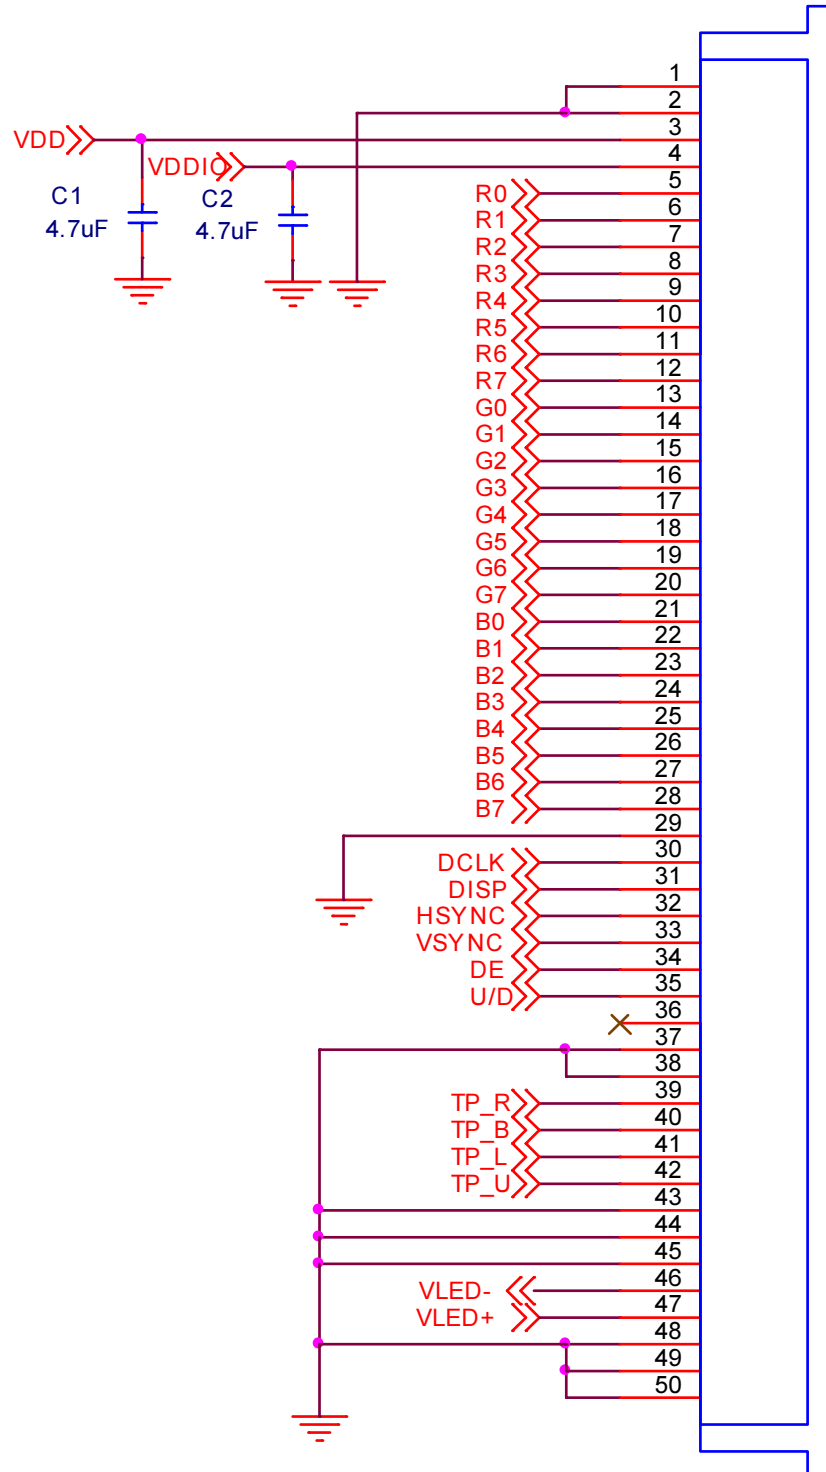 1
2
VDD 3
VDDIO 4
C1 C2 R0 5
4.7uF 4.7uF R1 6
R2 7
R3 8
R4 9
R5 10
R6 11
R7 12
G0 13
G1 14
G2 15
G3 16
G4 17
G5 18
G6 19
G7 20
B0 21
B1 22
B2 23
B3 24
B4 25
B5 26
B6 27
B7 28
29
DCLK 30
DISP 31
HSYNC 32
VSYNC 33
DE 34
U/D 35
36
37
38
TP_R 39
TP_B 40
TP_L 41
TP_U 42
43
44
45
VLED- 46
VLED+ 47
48
49
50